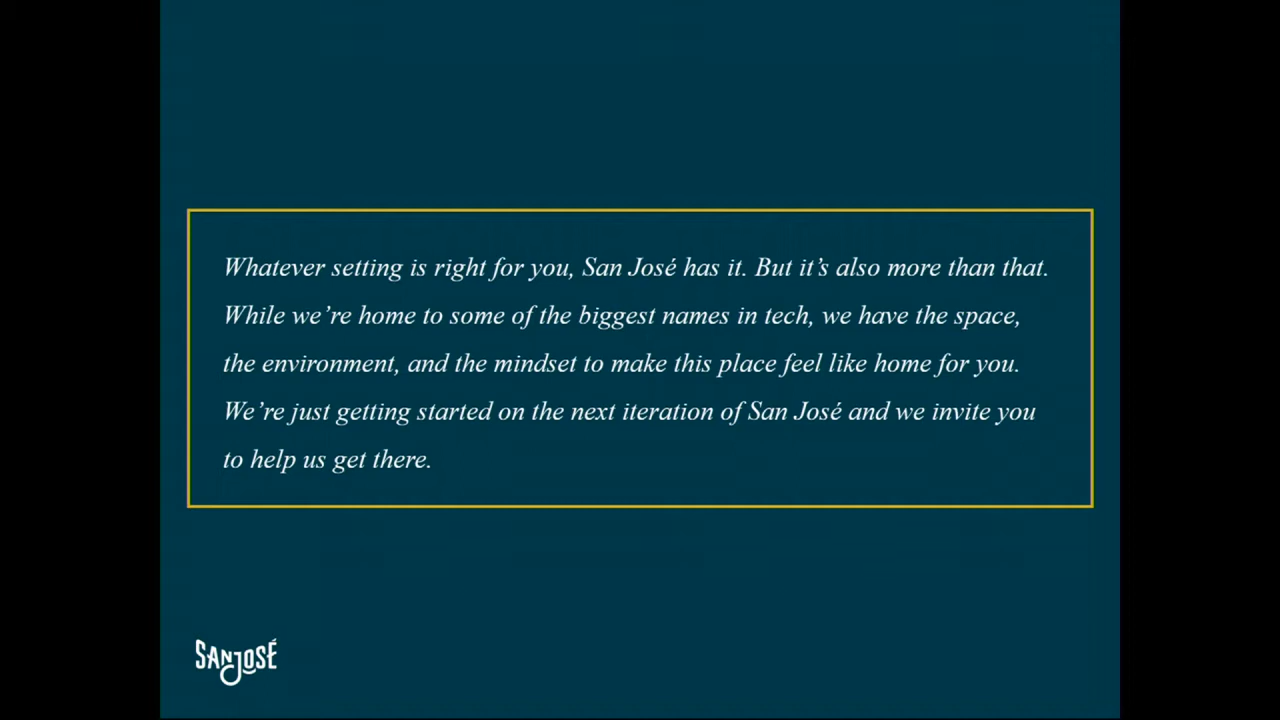 Whatever setting is right for you, San José has it. But it’s also more than that.
While we’re home to some of the biggest names in tech, we have the space,
the environment, and the mindset to make this place feel like home for you.
We’re just getting started on the next iteration of San José and we invite you
to help us get there.
SAN JOSÉ